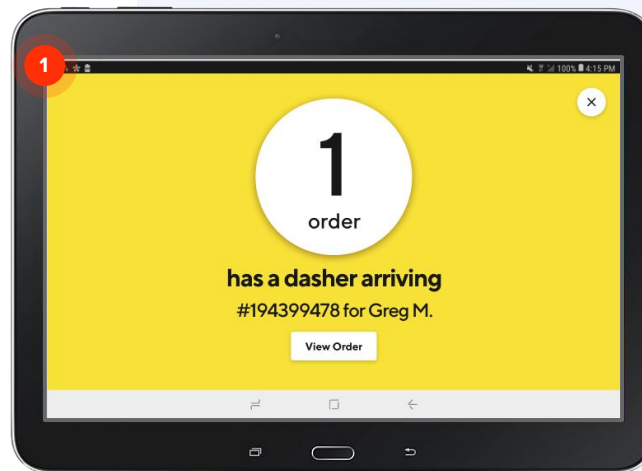 1
100% 4:15 PM
1
order
has a dasher arriving
#194399478 for Greg M.
View Order